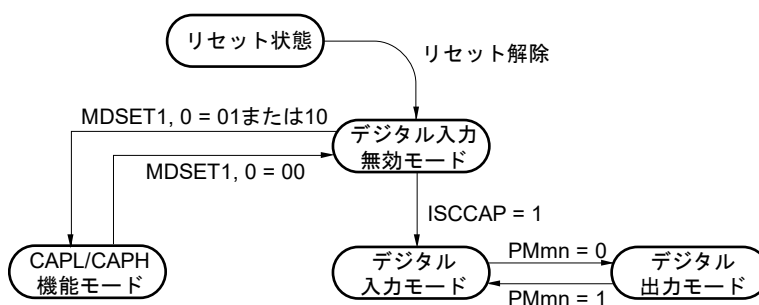 リセット状態
リセット解除
MDSET1, 0 = 01または10
デジタル入力
無効モード
MDSET1, 0 = 00
ISCCAP = 1
CAPL/CAPH
機能モード
デジタル
入力モード
PMmn = 0
PMmn = 1
デジタル
出力モード